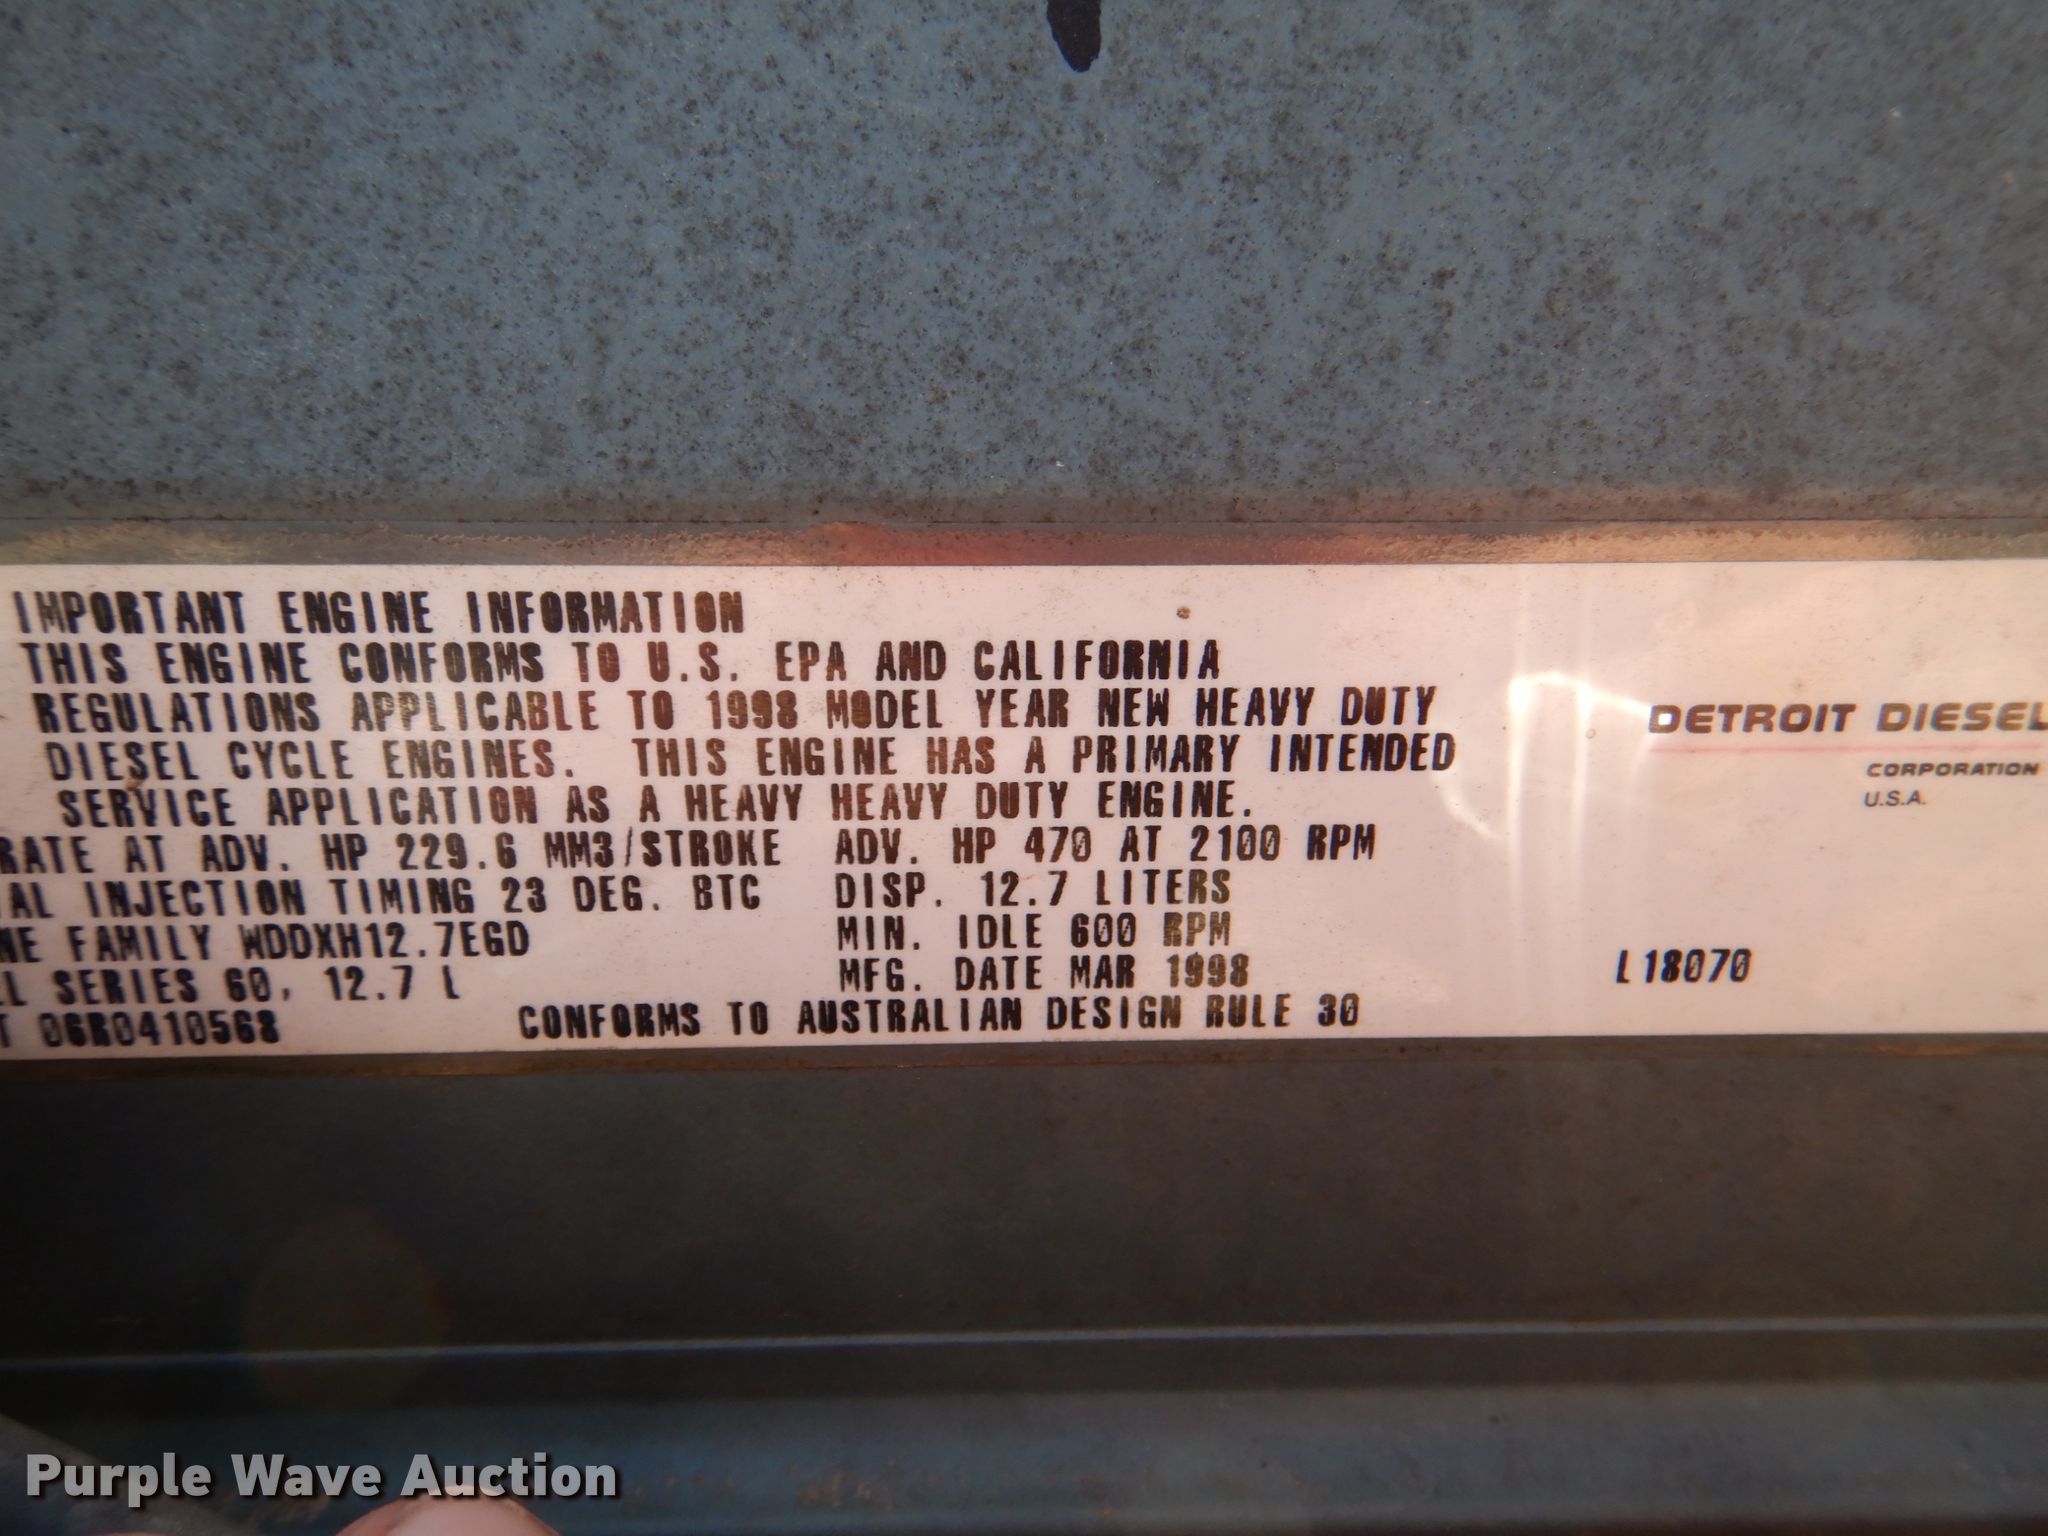 IMPORTANT ENGINE INFORMATION
THIS ENGINE CONFORMS TO U.S. EPA AND CALIFORNIA
REGULATIONS APPLICABLE TO 1998 MODEL YEAR NEW HEAVY DUTY
DIESEL CYCLE ENGINES. THIS ENGINE HAS A PRIMARY INTENDED
SERVICE APPLICATION AS A HEAVY HEAVY DUTY ENGINE.
RATE AT ADV. HP 229.6 MM3/STROKE ADV. HP 470 AT 2100 RPM
IAL INJECTION TIMING 23 DEG. BTC DISP. 12.7 LITERS
NE FAMILY WDDXH12.7EGD MIN. IDLE 600 RPM
EL SERIES 60, 12.7 L MFG. DATE MAR 1998
T 06R0410568 CONFORMS TO AUSTRALIAN DESIGN RULE 30
DETROIT DIESEL
CORPORATION
U.S.A.
L18070
Purple Wave Auction